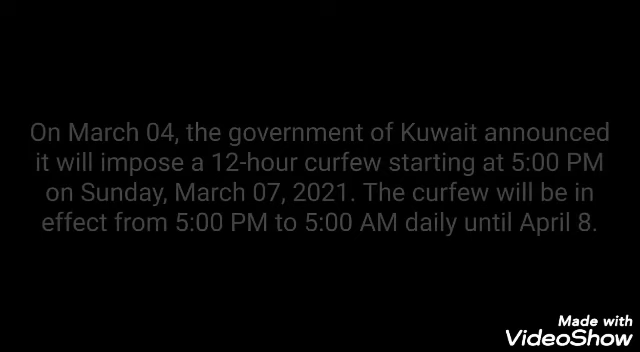 On March 04, the government of Kuwait announced
it will impose a 12-hour curfew starting at 5:00 PM
on Sunday, March 07, 2021. The curfew will be in
effect from 5:00 PM to 5:00 AM daily until April 8.
Made with
VideoShow